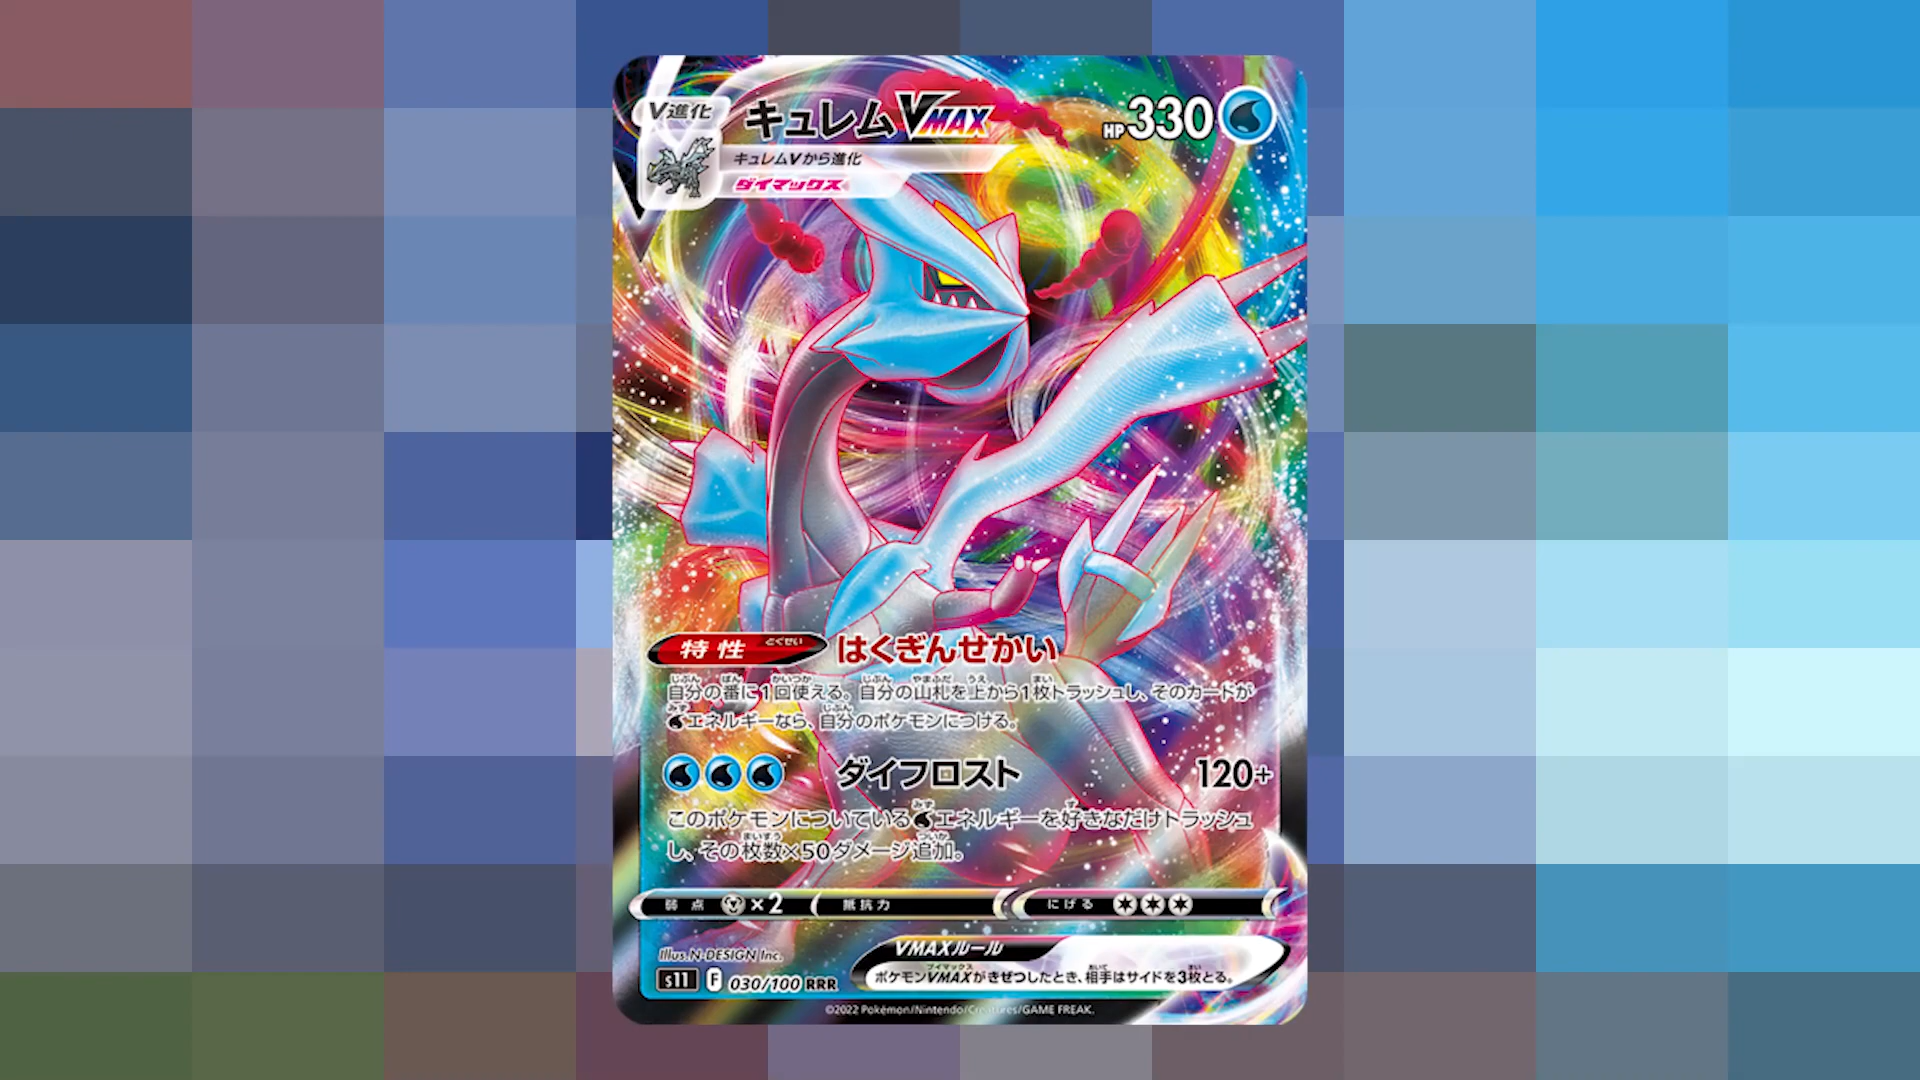 V進化
キュレムVMAX
HP330
キュレムVから進化
ダイマックス
特性 とくせい はくぎんせかい
自分の番に1回使える。自分の山札を上から1枚トラッシュし、そのカードが
エネルギーなら、自分のポケモンにつける。
ダイフロスト 120+
このポケモンについているエネルギーを好きなだけトラッシュ
し、その枚数×50ダメージ追加。
弱点 ×2 抵抗力 にげる
Illus. N-DESIGN Inc.
VMAXルール
ポケモンVMAXがきぜつしたとき、相手はサイドを3枚とる。
s11 F 030/100 RRR
©2022 Pokémon/Nintendo/Creatures/GAME FREAK.